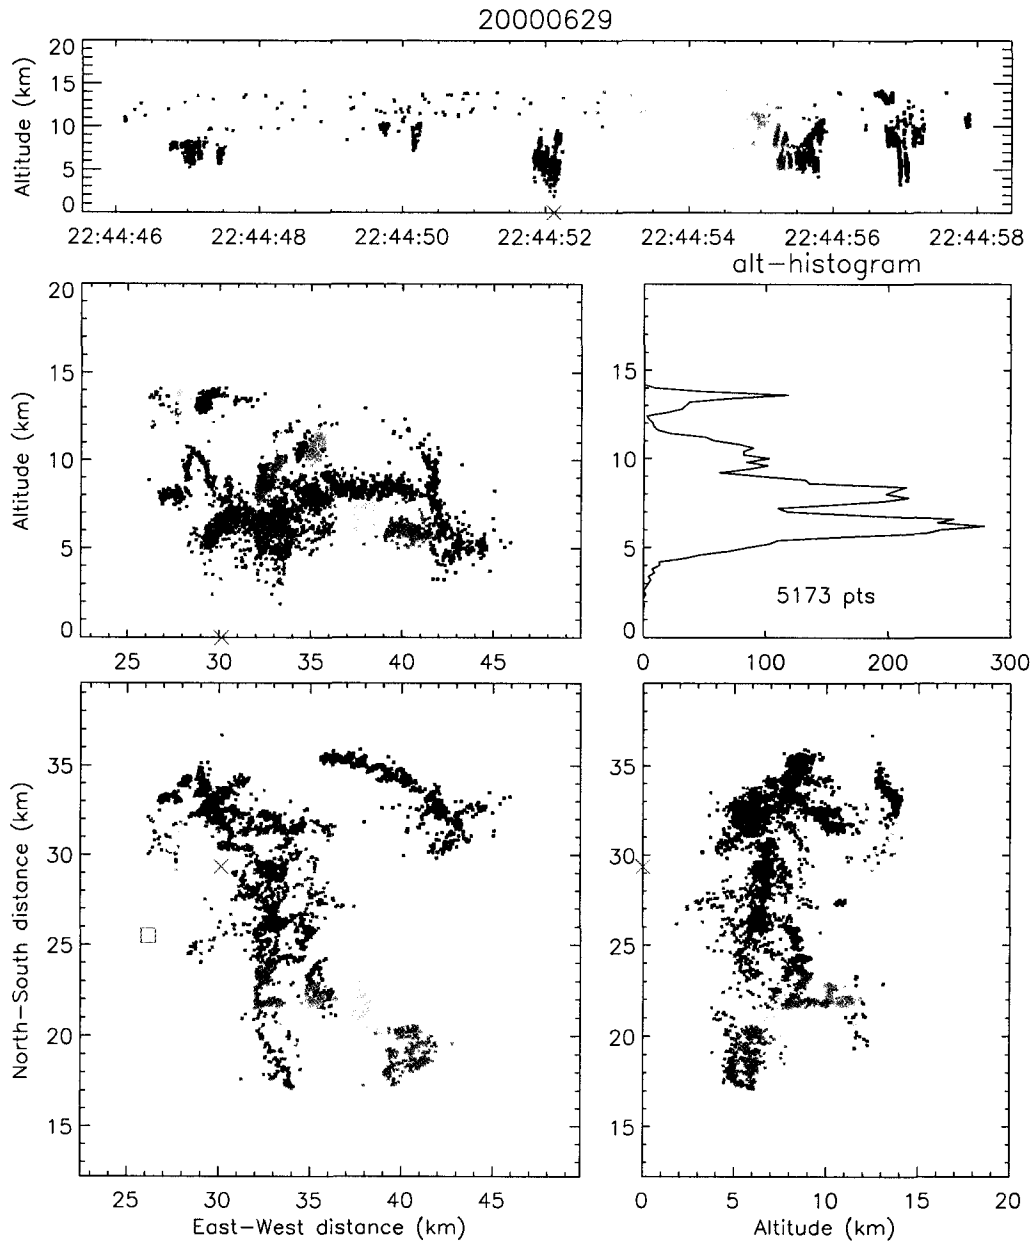 20000629
Altitude (km)
20
15
10
5
0
22:44:46 22:44:48 22:44:50 22:44:52 22:44:54 22:44:56 22:44:58
alt-histogram
Altitude (km)
20
15
10
5
0
25 30 35 40 45
15
10
5
0
5173 pts
0 100 200 300
North-South distance (km)
35
30
25
20
15
25 30 35 40 45
East-West distance (km)
35
30
25
20
15
0 5 10 15 20
Altitude (km)